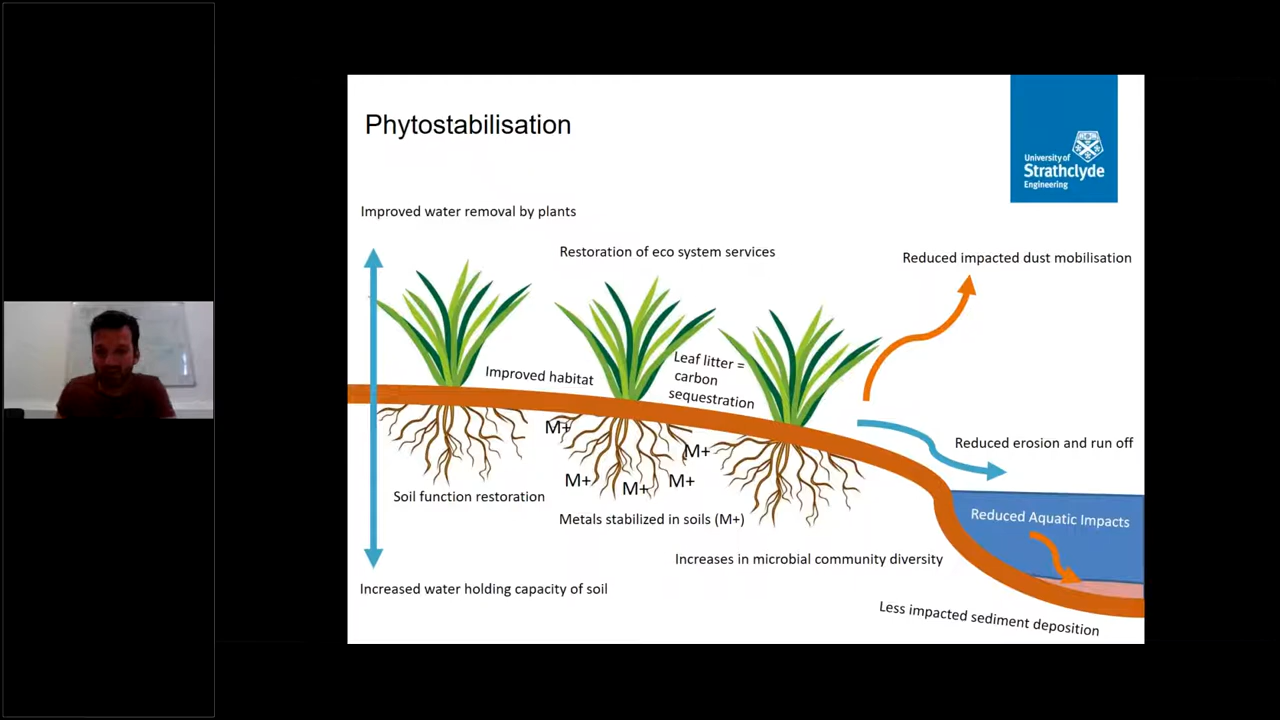 Phytostabilisation
University of
Strathclyde
Engineering
Improved water removal by plants
Restoration of eco system services
Reduced impacted dust mobilisation
Leaf litter =
carbon
sequestration
Improved habitat
M+
Reduced erosion and run off
M+
M+
M+
M+
Soil function restoration
Metals stabilized in soils (M+)
Reduced Aquatic Impacts
Increases in microbial community diversity
Increased water holding capacity of soil
Less impacted sediment deposition